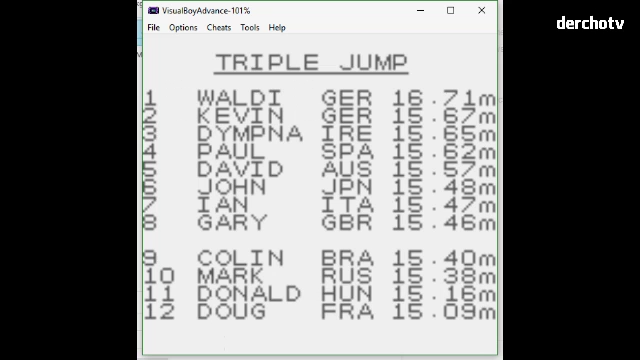 VisualBoyAdvance-101%
derchotv
File Options Cheats Tools Help
TRIPLE JUMP
1 WALDI GER 16.71m
2 KEVIN GER 15.67m
3 DYMPNA IRE 15.65m
4 PAUL SPA 15.62m
5 DAVID AUS 15.57m
6 JOHN JPN 15.48m
7 IAN ITA 15.47m
8 GARY GBR 15.46m
9 COLIN BRA 15.40m
10 MARK RUS 15.38m
11 DONALD HUN 15.16m
12 DOUG FRA 15.09m